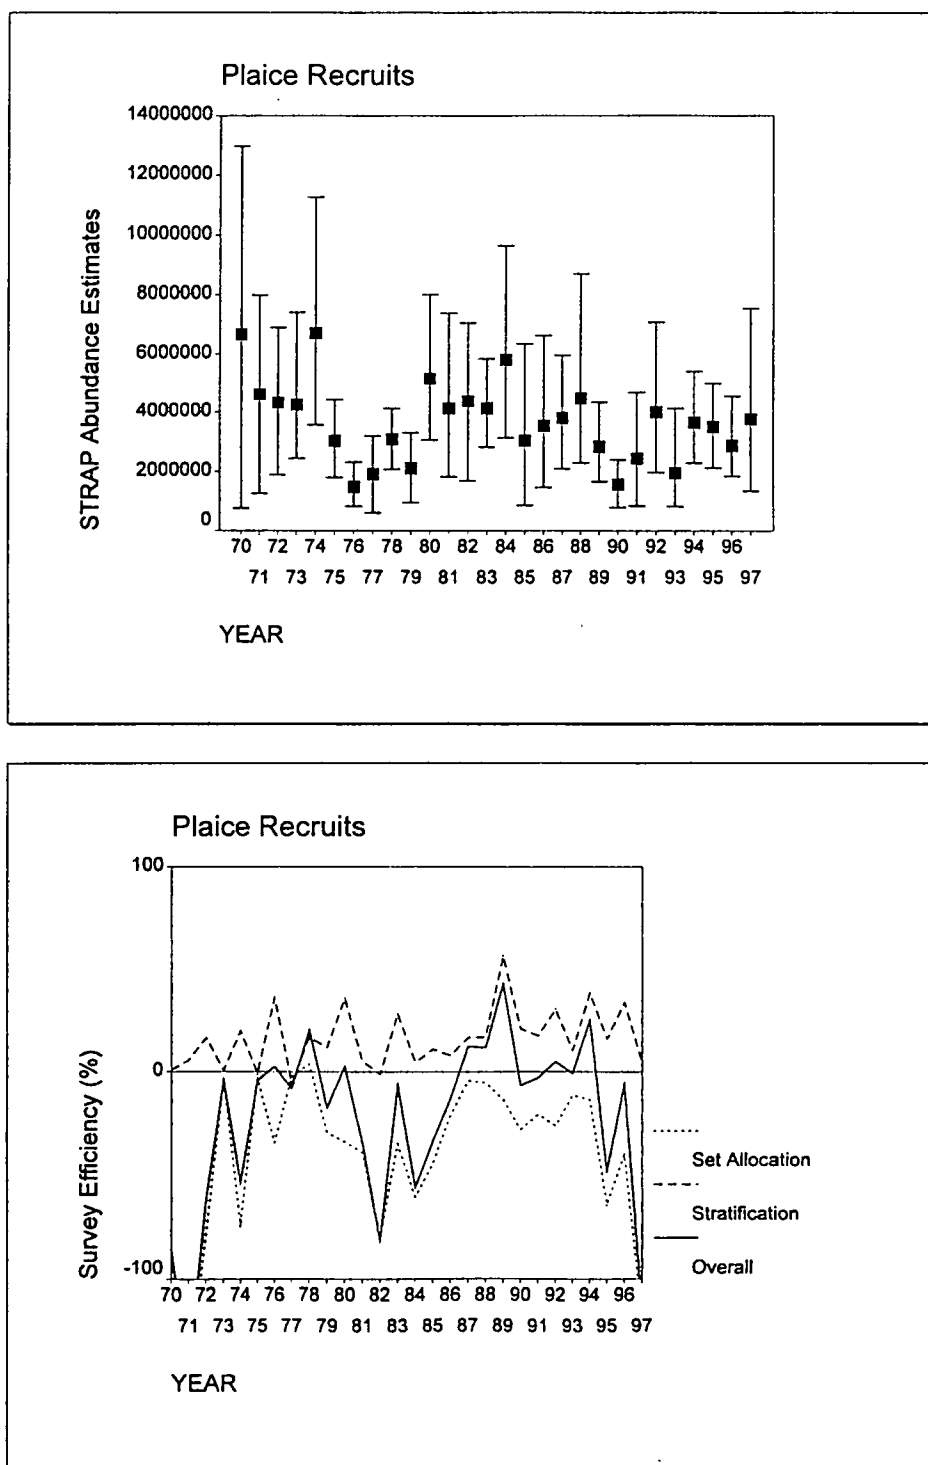 Plaice Recruits
14000000
12000000
10000000
8000000
6000000
4000000
2000000
0
STRAP Abundance Estimates
70 72 74 76 78 80 82 84 86 88 90 92 94 96
71 73 75 77 79 81 83 85 87 89 91 93 95 97
YEAR
Plaice Recruits
100
0
-100
Survey Efficiency (%)
Set Allocation
Stratification
Overall
70 72 74 76 78 80 82 84 86 88 90 92 94 96
71 73 75 77 79 81 83 85 87 89 91 93 95 97
YEAR